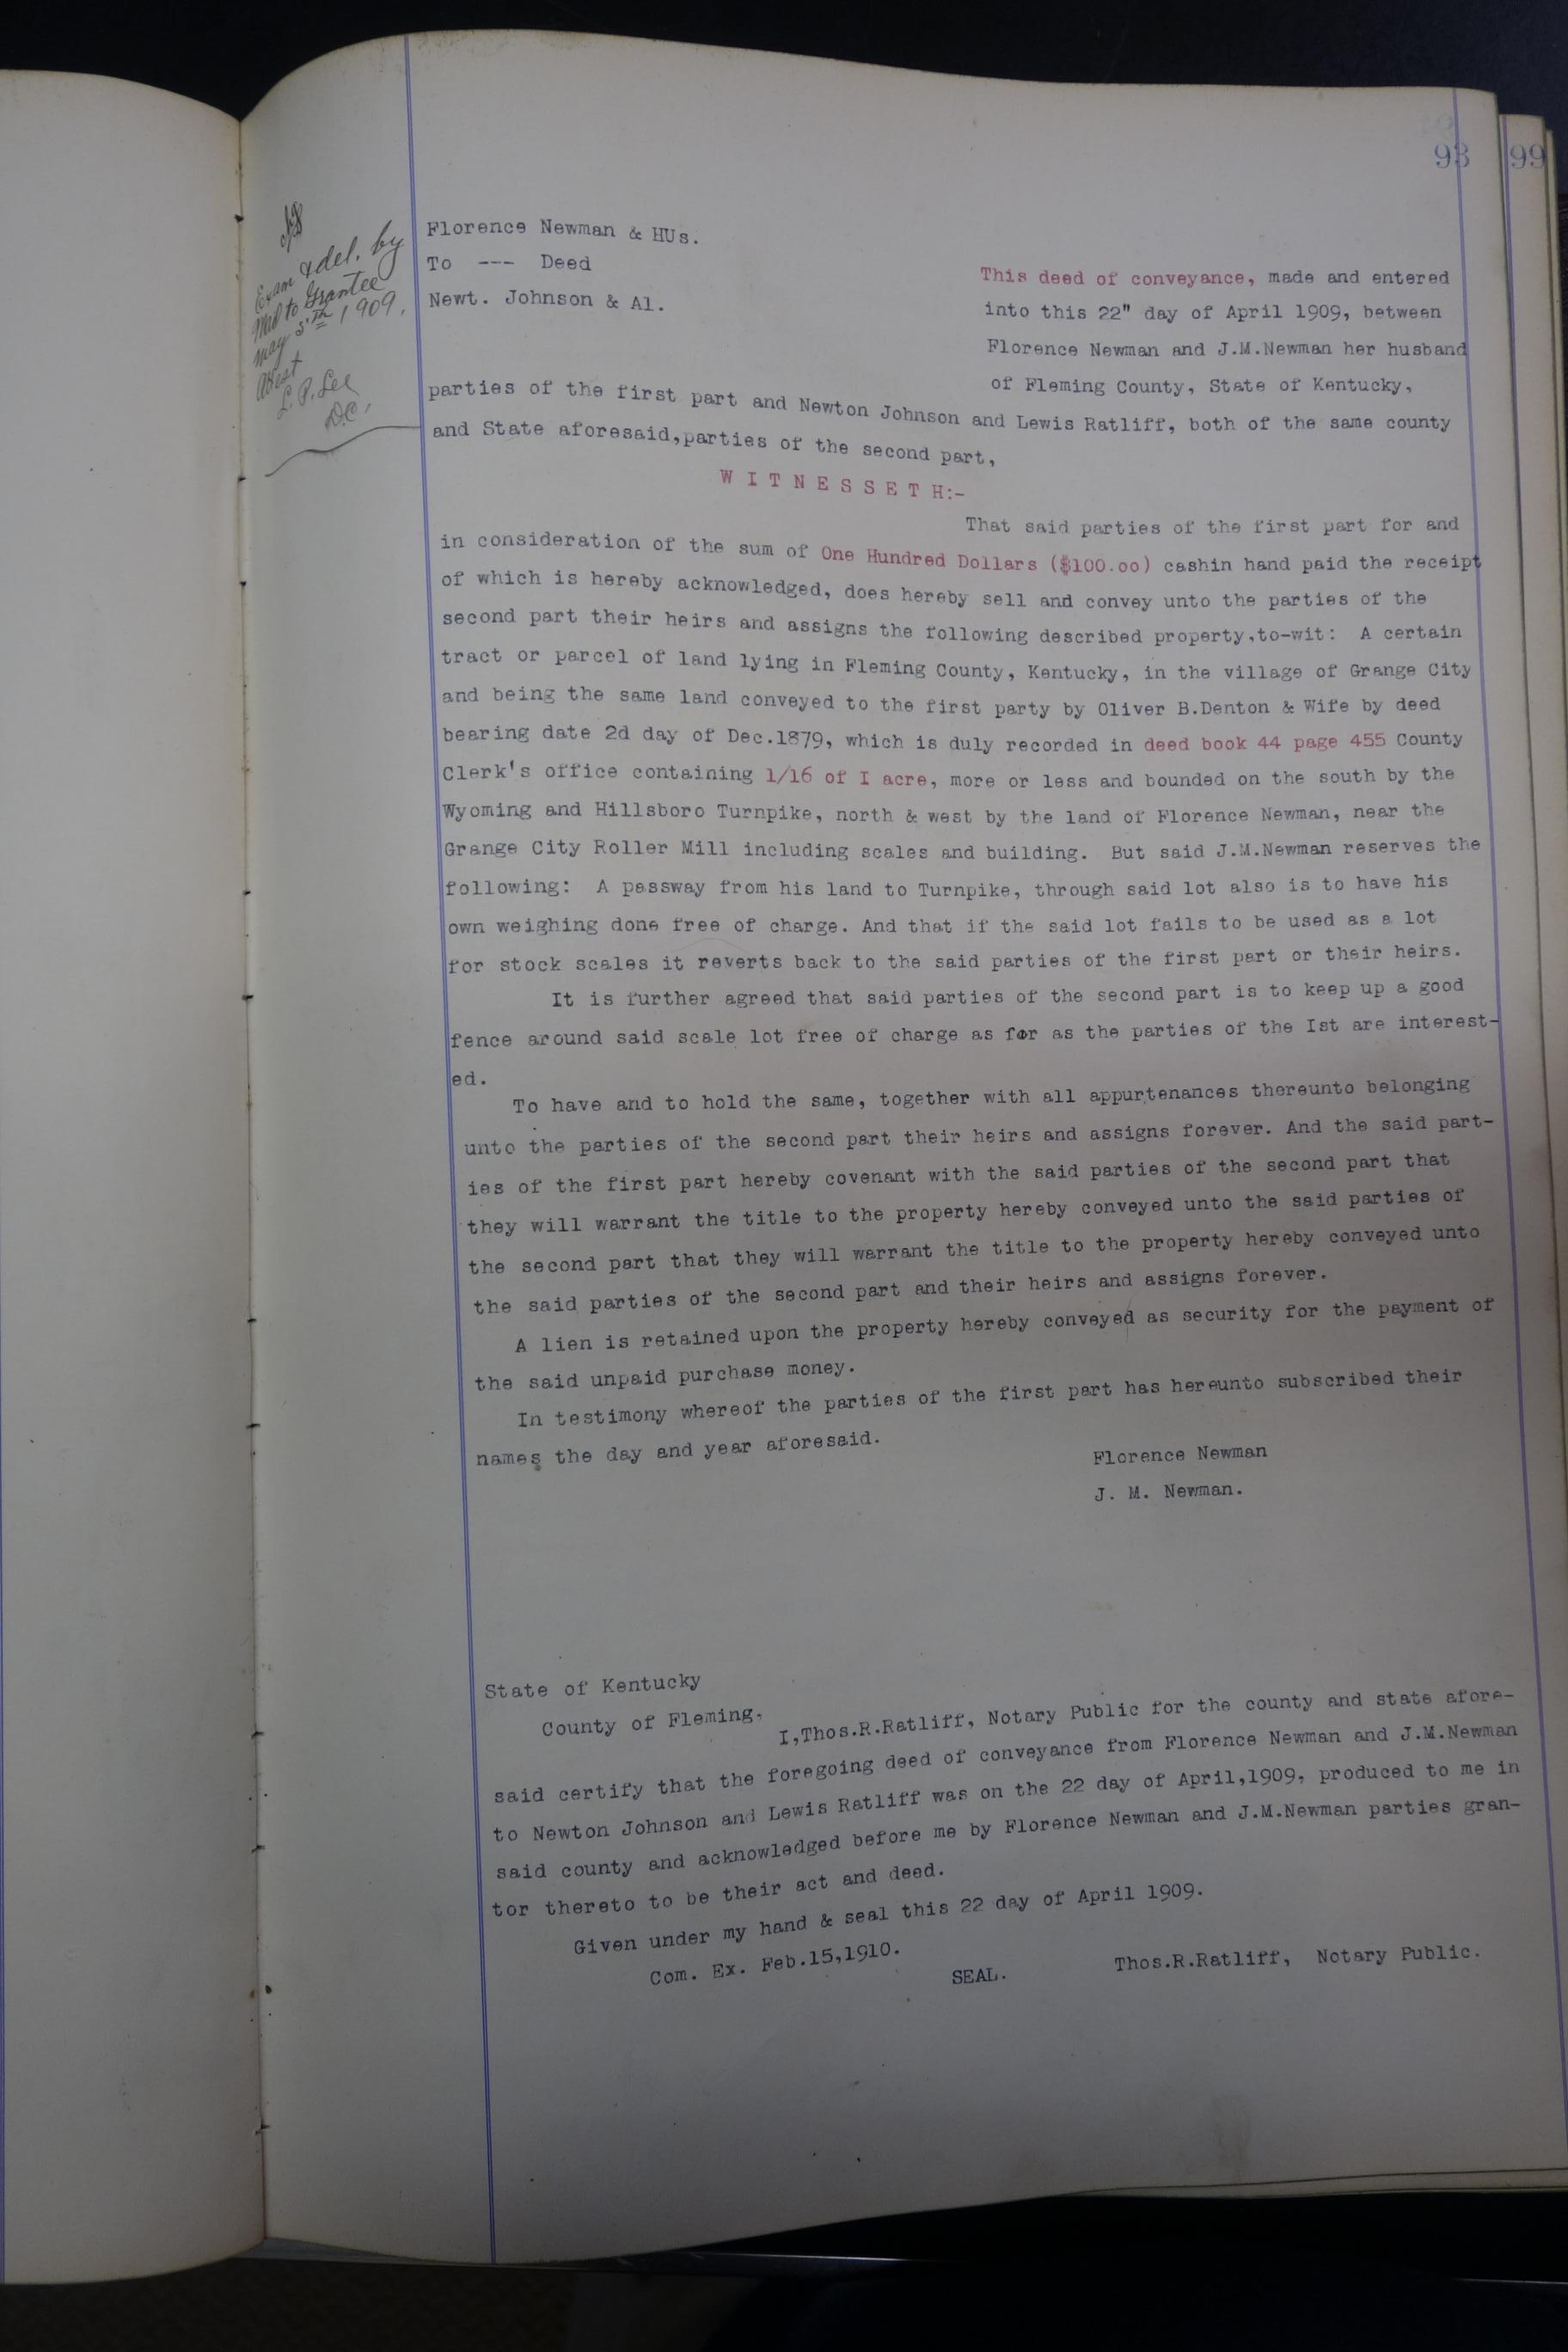 93
99
Exam & del. by
Mld to Grantee
May 5th 1909.
Attest
L. P. Lee
D.C.
Florence Newman & HUs.
To --- Deed
Newt. Johnson & Al.
This deed of conveyance, made and entered
into this 22" day of April 1909, between
Florence Newman and J.M.Newman her husband
of Fleming County, State of Kentucky,
parties of the first part and Newton Johnson and Lewis Ratliff, both of the same county
and State aforesaid,parties of the second part,
W I T N E S S E T H:-
That said parties of the first part for and
in consideration of the sum of One Hundred Dollars ($100.oo) cashin hand paid the receipt
of which is hereby acknowledged, does hereby sell and convey unto the parties of the
second part their heirs and assigns the following described property,to-wit: A certain
tract or parcel of land lying in Fleming County, Kentucky, in the village of Grange City
and being the same land conveyed to the first party by Oliver B.Denton & Wife by deed
bearing date 2d day of Dec.1879, which is duly recorded in deed book 44 page 455 County
Clerk's office containing 1/16 of I acre, more or less and bounded on the south by the
Wyoming and Hillsboro Turnpike, north & west by the land of Florence Newman, near the
Grange City Roller Mill including scales and building. But said J.M.Newman reserves the
following: A passway from his land to Turnpike, through said lot also is to have his
own weighing done free of charge. And that if the said lot fails to be used as a lot
for stock scales it reverts back to the said parties of the first part or their heirs.
It is further agreed that said parties of the second part is to keep up a good
fence around said scale lot free of charge as far as the parties of the Ist are interest-
ed.
To have and to hold the same, together with all appurtenances thereunto belonging
unto the parties of the second part their heirs and assigns forever. And the said part-
ies of the first part hereby covenant with the said parties of the second part that
they will warrant the title to the property hereby conveyed unto the said parties of
the second part that they will warrant the title to the property hereby conveyed unto
the said parties of the second part and their heirs and assigns forever.
A lien is retained upon the property hereby conveyed as security for the payment of
the said unpaid purchase money.
In testimony whereof the parties of the first part has hereunto subscribed their
names the day and year aforesaid.
Florence Newman
J. M. Newman.
State of Kentucky
County of Fleming,
I,Thos.R.Ratliff, Notary Public for the county and state afore-
said certify that the foregoing deed of conveyance from Florence Newman and J.M.Newman
to Newton Johnson and Lewis Ratliff was on the 22 day of April,1909, produced to me in
said county and acknowledged before me by Florence Newman and J.M.Newman parties gran-
tor thereto to be their act and deed.
Given under my hand & seal this 22 day of April 1909.
Com. Ex. Feb.15,1910.
SEAL.
Thos.R.Ratliff, Notary Public.